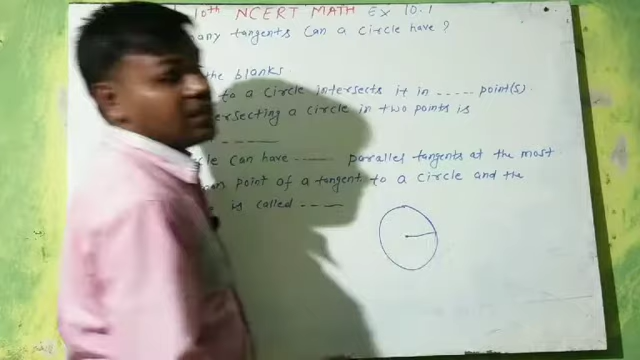 10th NCERT MATH EX 10.1
any tangents can a circle have ?
the blanks
to a circle intersects it in ----- point(s).
ersecting a circle in two points is
cle can have ----- parallel tangents at the most
point of a tangent to a circle and the
is called ----